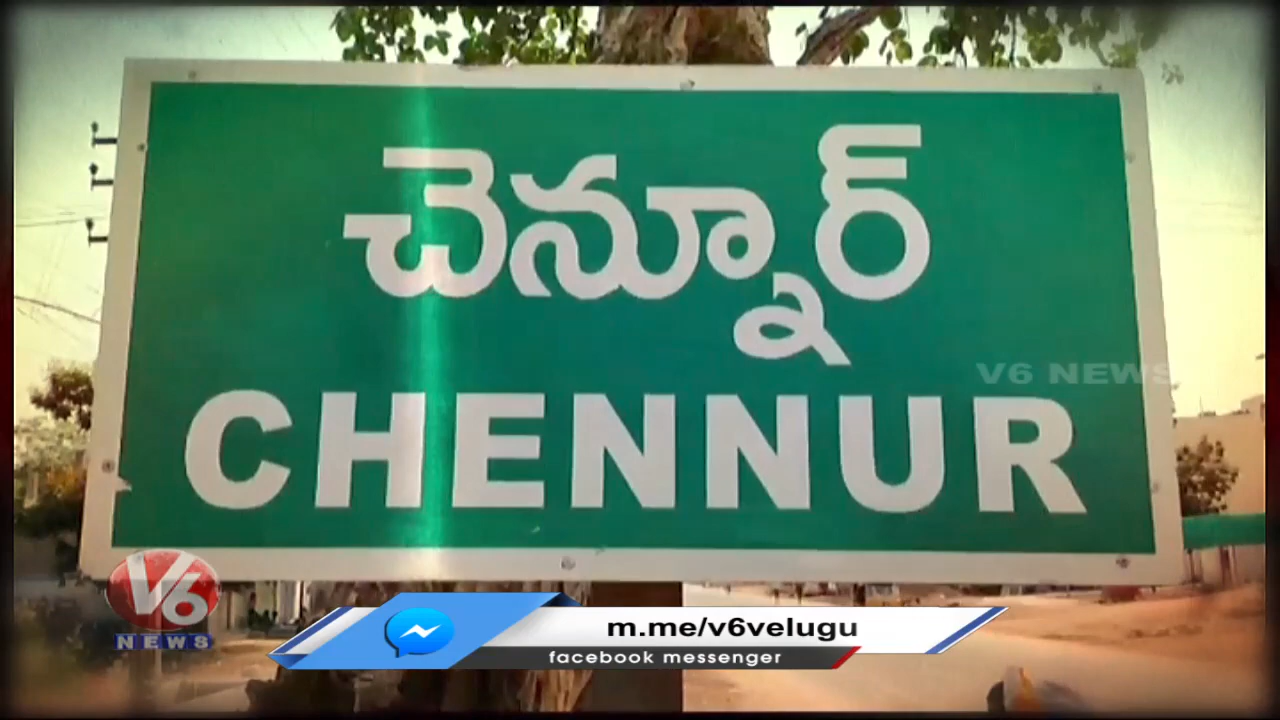 చెన్నూర్
CHENNUR
V6 NEWS
V6
NEWS
m.me/v6velugu
facebook messenger